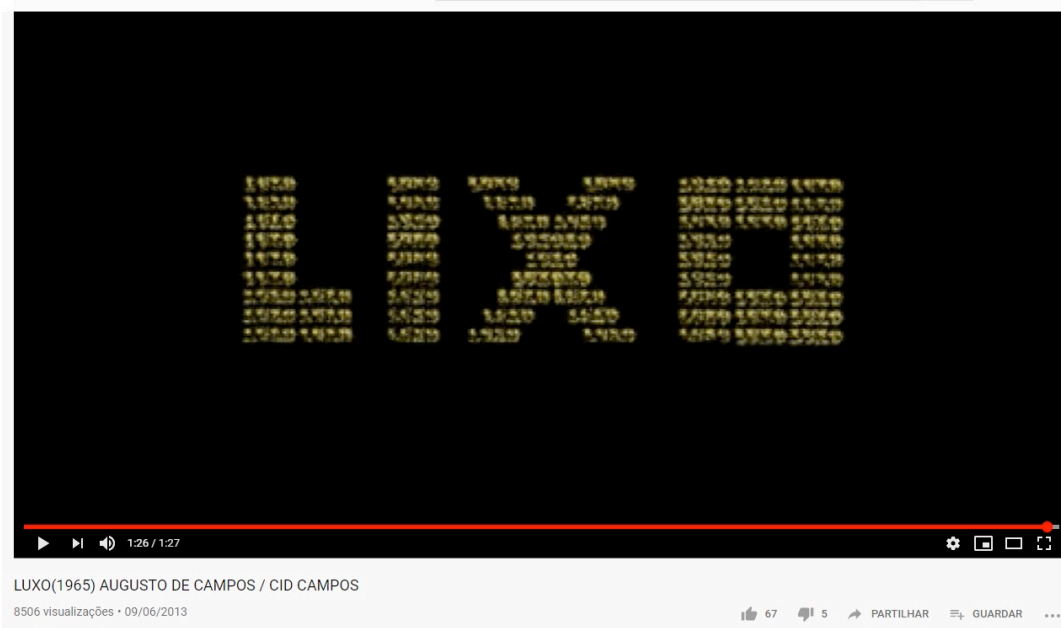 LIXO
1:26 / 1:27
LUXO(1965) AUGUSTO DE CAMPOS / CID CAMPOS
8506 visualizações • 09/06/2013
67 5 PARTILHAR GUARDAR